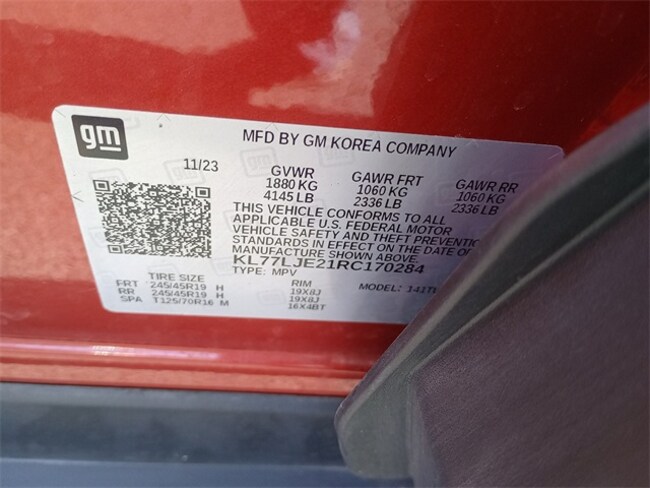 gm
MFD BY GM KOREA COMPANY
11/23
GVWR GAWR FRT GAWR RR
1880 KG 1060 KG 1060 KG
4145 LB 2336 LB 2336 LB
THIS VEHICLE CONFORMS TO ALL
APPLICABLE U.S. FEDERAL MOTOR
VEHICLE SAFETY AND THEFT PREVENTION
STANDARDS IN EFFECT ON THE DATE OF
MANUFACTURE SHOWN ABOVE.
KL77LJE21RC170284
TYPE: MPV MODEL:
TIRE SIZE RIM
FRT 245/45R19 H 19X8J
RR 245/45R19 H 19X8J
SPA T125/70R16 M 16X4BT